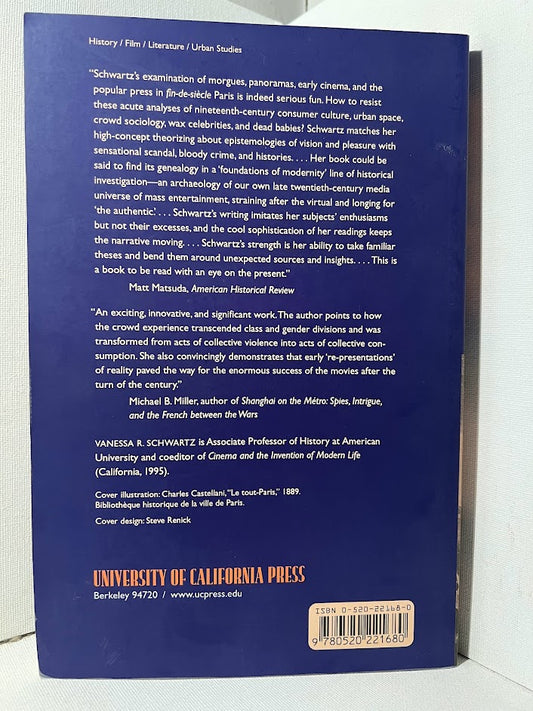 History / Film / Literature / Urban Studies
“Schwartz’s examination of morgues, panoramas, early cinema, and the
popular press in fin-de-siècle Paris is indeed serious fun. How to resist
these acute analyses of nineteenth-century consumer culture, urban space,
crowd sociology, wax celebrities, and dead babies? Schwartz matches her
high-concept theorizing about epistemologies of vision and pleasure with
sensational scandal, bloody crime, and histories. . . . Her book could be
said to find its genealogy in a ‘foundations of modernity’ line of historical
investigation—an archaeology of our own late twentieth-century media
universe of mass entertainment, straining after the virtual and longing for
‘the authentic.’ . . . Schwartz’s writing imitates her subjects’ enthusiasms
but not their excesses, and the cool sophistication of her readings keeps
the narrative moving. . . . Schwartz’s strength is her ability to take familiar
theses and bend them around unexpected sources and insights. . . . This is
a book to be read with an eye on the present.”
Matt Matsuda, American Historical Review
“An exciting, innovative, and significant work. The author points to how
the crowd experience transcended class and gender divisions and was
transformed from acts of collective violence into acts of collective con-
sumption. She also convincingly demonstrates that early ‘re-presentations’
of reality paved the way for the enormous success of the movies after the
turn of the century.”
Michael B. Miller, author of Shanghai on the Métro: Spies, Intrigue,
and the French between the Wars
VANESSA R. SCHWARTZ is Associate Professor of History at American
University and coeditor of Cinema and the Invention of Modern Life
(California, 1995).
Cover illustration: Charles Castellani, “Le tout-Paris,” 1889.
Bibliothèque historique de la ville de Paris.
Cover design: Steve Renick
UNIVERSITY OF CALIFORNIA PRESS
Berkeley 94720 / www.ucpress.edu
ISBN 0-520-22168-0
9 780520 221680